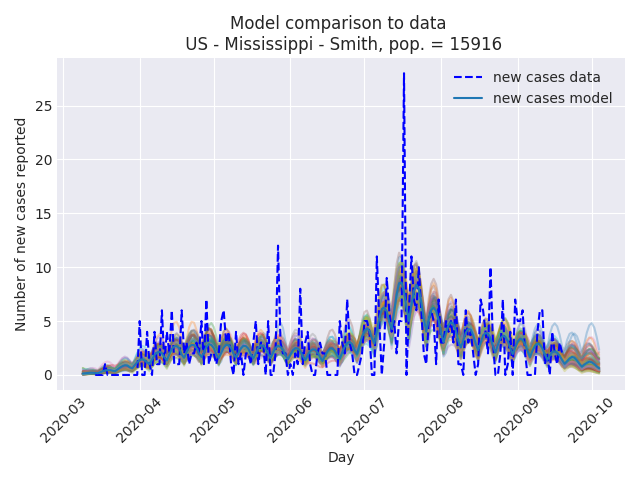 Model comparison to data
US - Mississippi - Smith, pop. = 15916
new cases data
new cases model
Number of new cases reported
25
20
15
10
5
0
2020-03
2020-04
2020-05
2020-06
2020-07
2020-08
2020-09
2020-10
Day